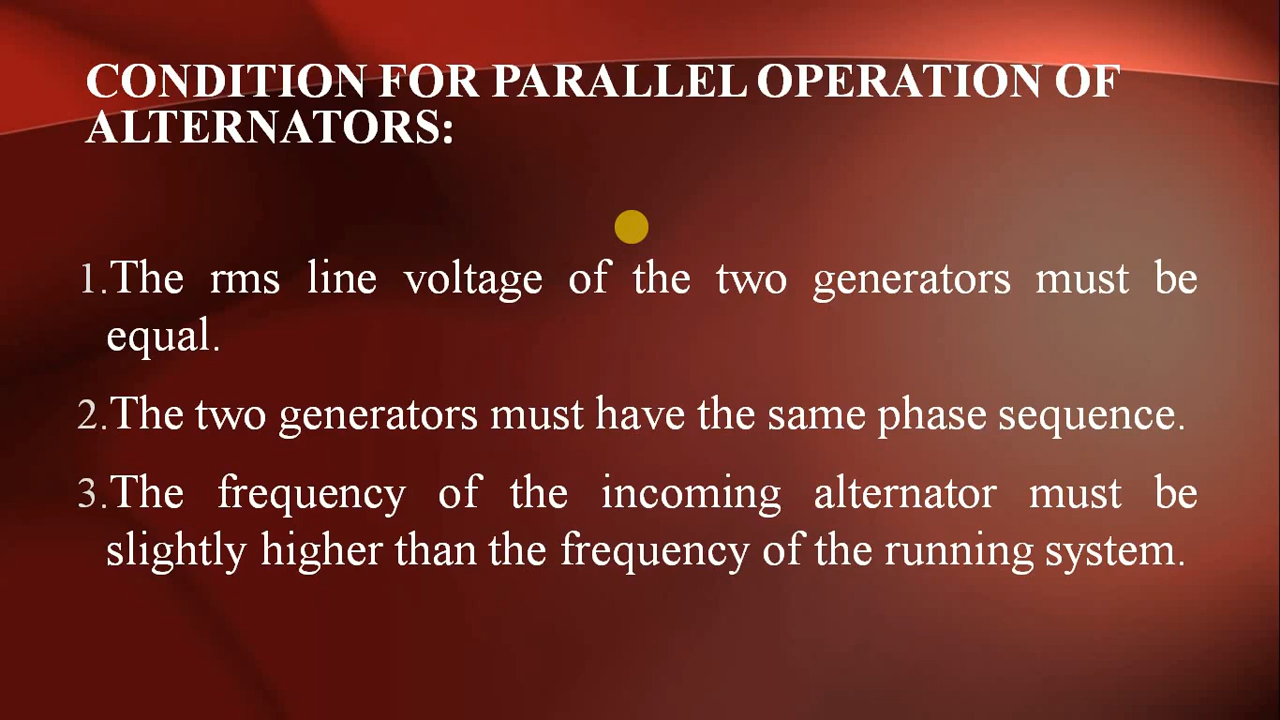 CONDITION FOR PARALLEL OPERATION OF
ALTERNATORS:
1.The rms line voltage of the two generators must be
equal.
2.The two generators must have the same phase sequence.
3.The frequency of the incoming alternator must be
slightly higher than the frequency of the running system.